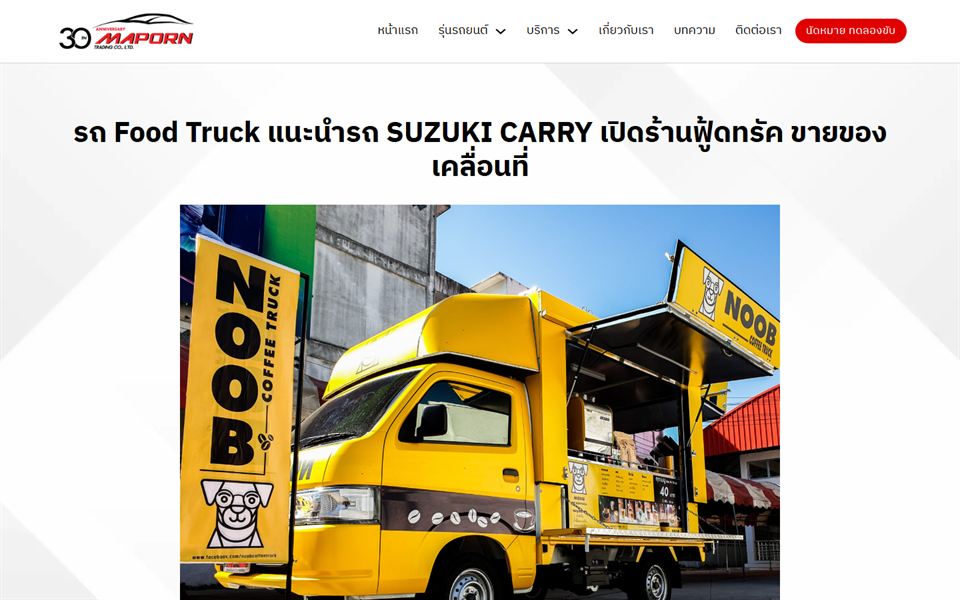 30TH ANNIVERSARY
MAPORN
TRADING CO., LTD.
หน้าแรก รุ่นรถยนต์ บริการ เกี่ยวกับเรา บทความ ติดต่อเรา นัดหมาย ทดลองขับ
รถ Food Truck แนะนำรถ SUZUKI CARRY เปิดร้านฟู้ดทรัค ขายของ
เคลื่อนที่
NOOB
COFFEE TRUCK
www.facebook.com/noobcoffeetruck
NOOB
COFFEE TRUCK
40